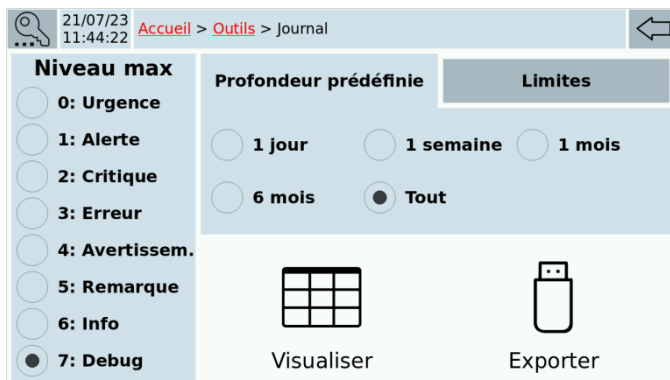 21/07/23
11:44:22
Accueil > Outils > Journal
Niveau max
0: Urgence
1: Alerte
2: Critique
3: Erreur
4: Avertissem.
5: Remarque
6: Info
7: Debug
Profondeur prédéfinie
Limites
1 jour
1 semaine
1 mois
6 mois
Tout
Visualiser
Exporter